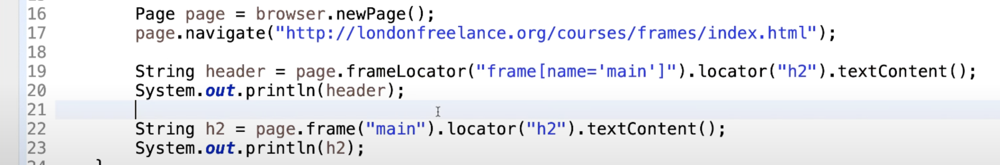 16 Page page = browser.newPage();
17 page.navigate("http://londonfreelance.org/courses/frames/index.html");
18
19 String header = page.frameLocator("frame[name='main']").locator("h2").textContent();
20 System.out.println(header);
21
22 String h2 = page.frame("main").locator("h2").textContent();
23 System.out.println(h2);
24 }